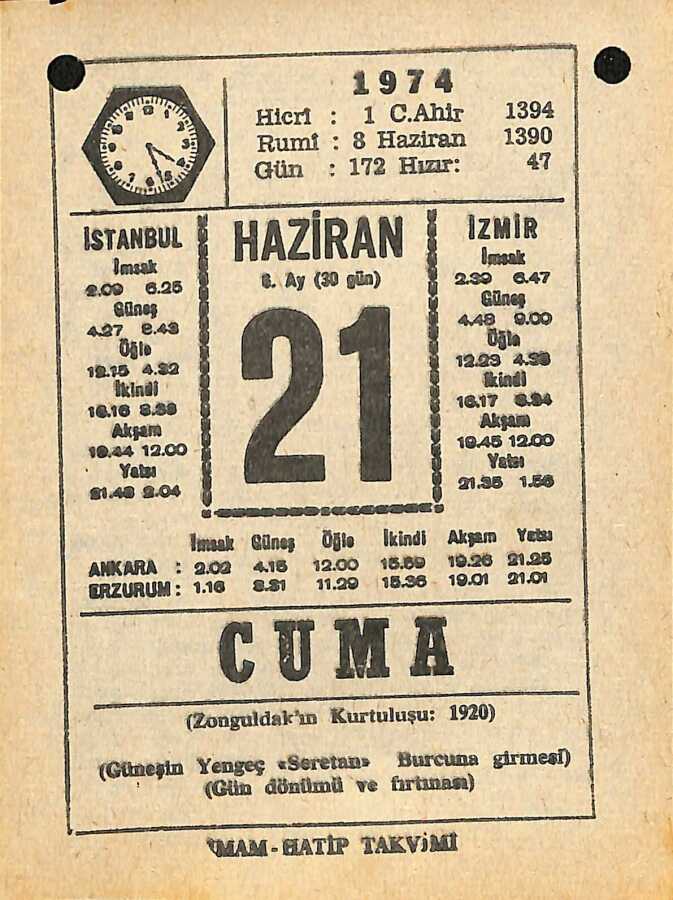 1974
Hicrî : 1 C.Ahir 1394
Rumî : 8 Haziran 1390
Gün : 172 Hızır: 47
İSTANBUL
İmsak
2.09 6.25
Güneş
4.27 8.43
Öğle
12.15 4.32
İkindi
16.16 8.33
Akşam
19.44 12.00
Yatsı
21.48 2.04
HAZİRAN
6. Ay (30 gün)
21
İZMİR
İmsak
2.39 6.47
Güneş
4.48 9.00
Öğle
12.23 4.38
İkindi
16.17 8.34
Akşam
19.45 12.00
Yatsı
21.35 1.56
İmsak Güneş Öğle İkindi Akşam Yatsı
ANKARA : 2.02 4.15 12.00 15.59 19.26 21.25
ERZURUM : 1.16 3.31 11.29 15.36 19.01 21.01
CUMA
(Zonguldak'ın Kurtuluşu: 1920)
(Güneşin Yengeç «Seretan» Burcuna girmesi)
(Gün dönümü ve fırtınası)
İMAM-HATİP TAKVİMİ